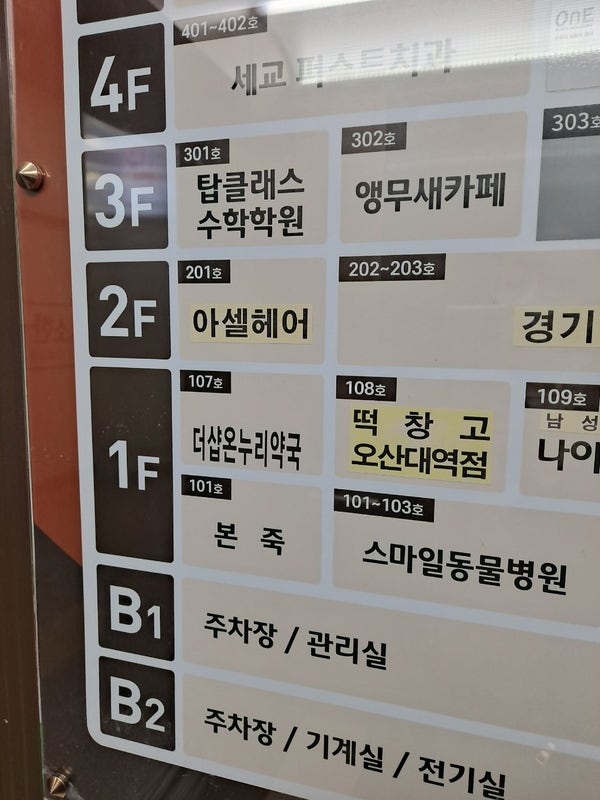 4F
401~402호
세교 퍼스트치과
ONE
3F
301호
탑클래스
수학학원
302호
앵무새카페
303호
2F
201호
아셀헤어
202~203호
경기
1F
107호
더샵온누리약국
108호
떡 창 고
오산대역점
109호
남 성
나이
101호
본 죽
101~103호
스마일동물병원
B1
주차장 / 관리실
B2
주차장 / 기계실 / 전기실